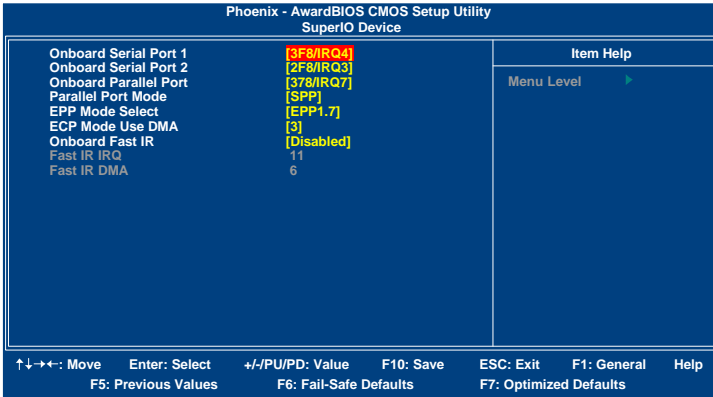 Phoenix - AwardBIOS CMOS Setup Utility
SuperIO Device
Onboard Serial Port 1 [3F8/IRQ4]
Onboard Serial Port 2 [2F8/IRQ3]
Onboard Parallel Port [378/IRQ7]
Parallel Port Mode [SPP]
EPP Mode Select [EPP1.7]
ECP Mode Use DMA [3]
Onboard Fast IR [Disabled]
Fast IR IRQ 11
Fast IR DMA 6
Item Help
Menu Level ▶
↑↓→←: Move Enter: Select +/-/PU/PD: Value F10: Save ESC: Exit F1: General Help
F5: Previous Values F6: Fail-Safe Defaults F7: Optimized Defaults